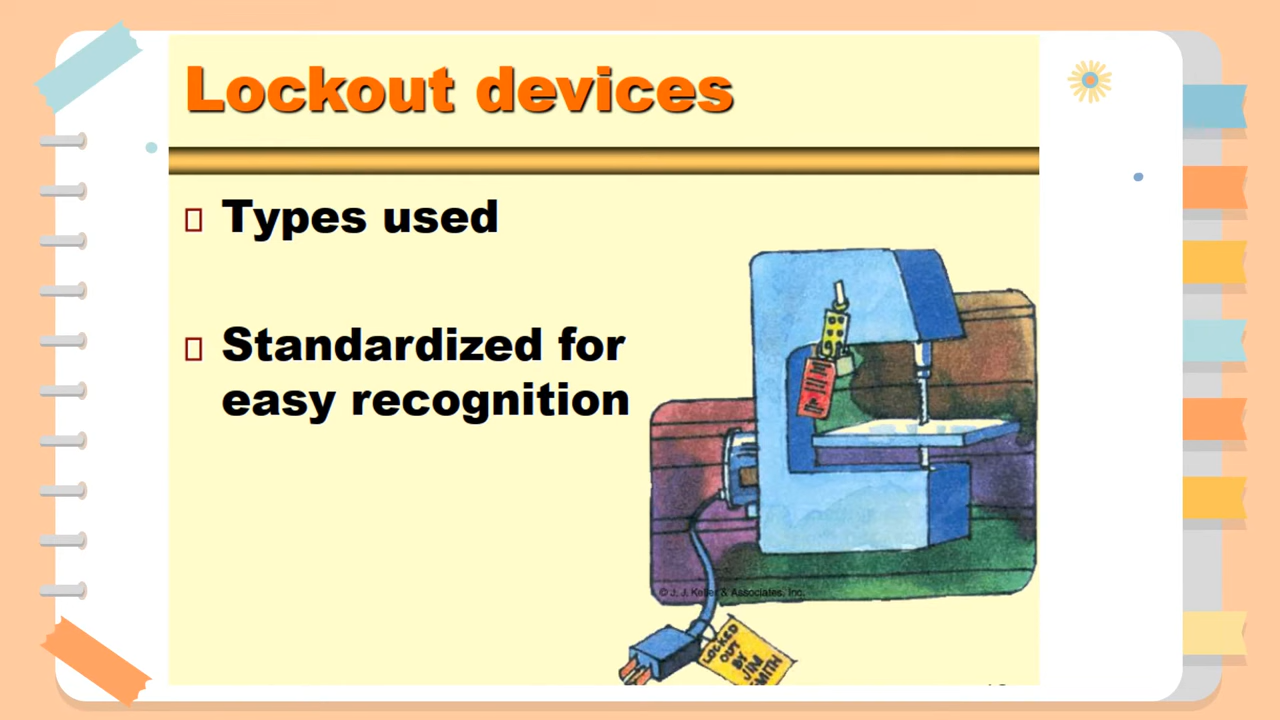 Lockout devices
Types used
Standardized for
easy recognition
© J. J. Keller & Associates, Inc.
LOCKED
OUT
BY
JIM
SMITH